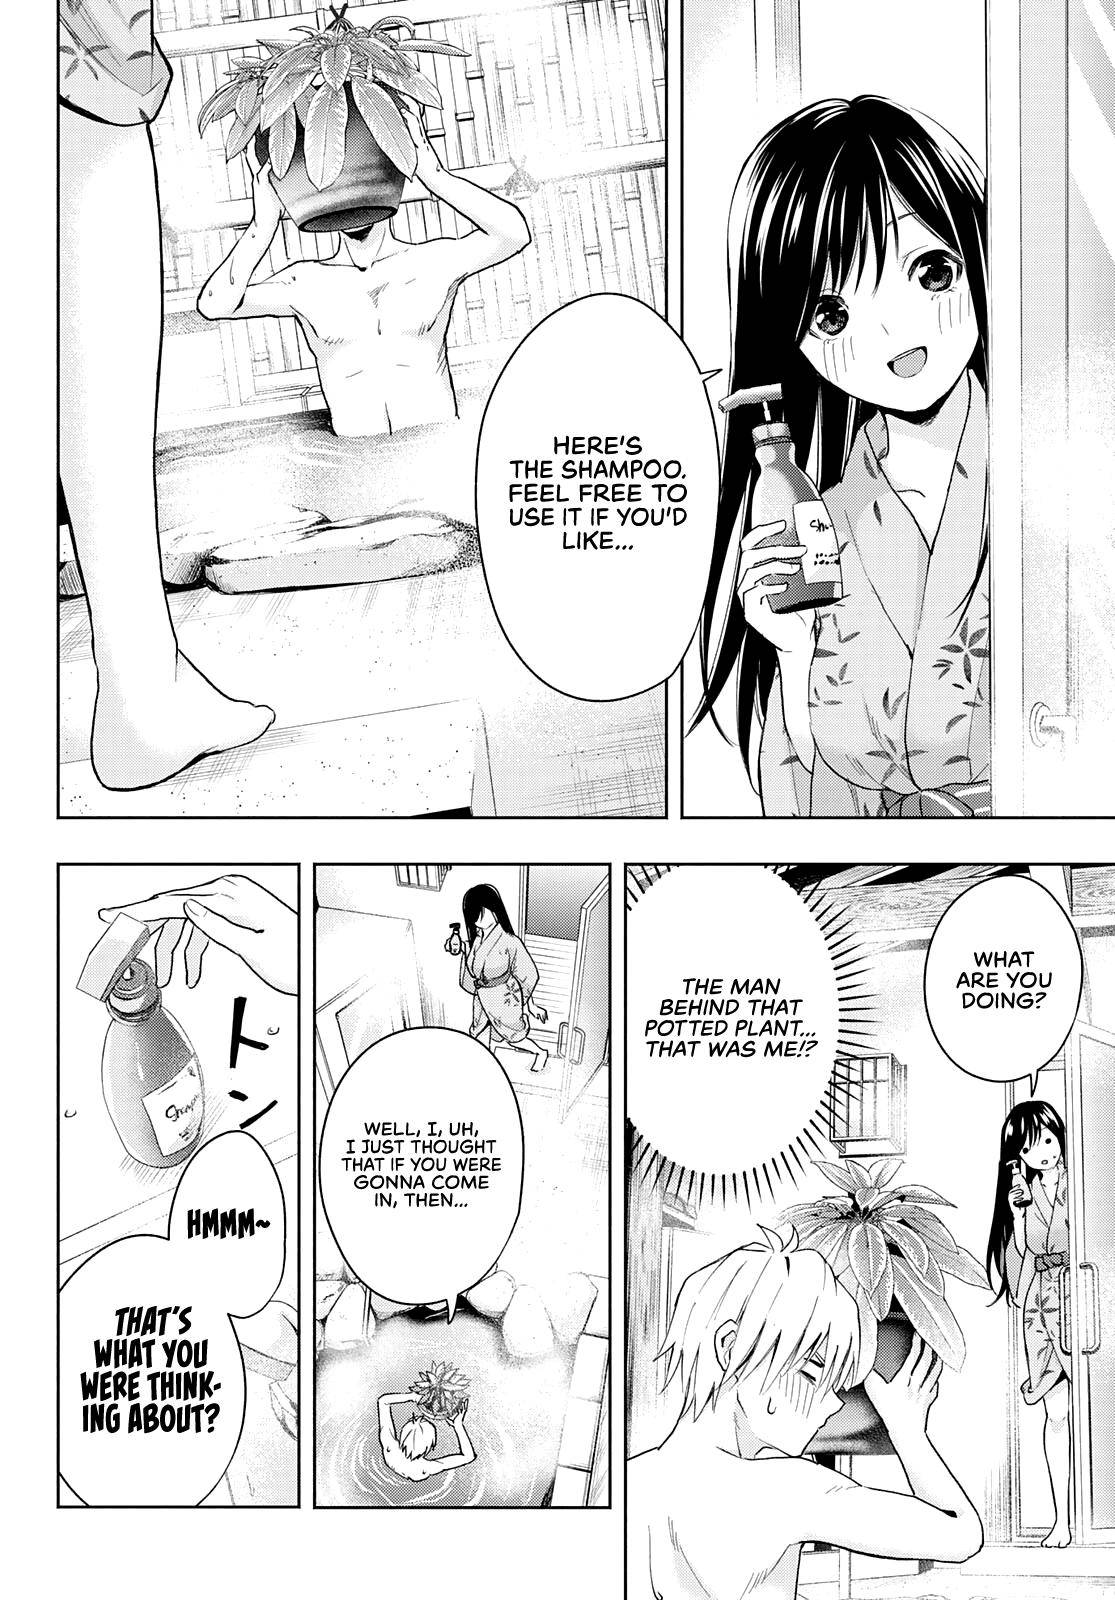 HERE'S
THE SHAMPOO.
FEEL FREE TO
USE IT IF YOU'D
LIKE...
WHAT
ARE YOU
DOING?
THE MAN
BEHIND THAT
POTTED PLANT...
THAT WAS ME!?
WELL, I, UH,
I JUST THOUGHT
THAT IF YOU WERE
GONNA COME
IN, THEN...
トン
HMMM~
THAT'S
WHAT YOU
WERE THINK-
ING ABOUT?